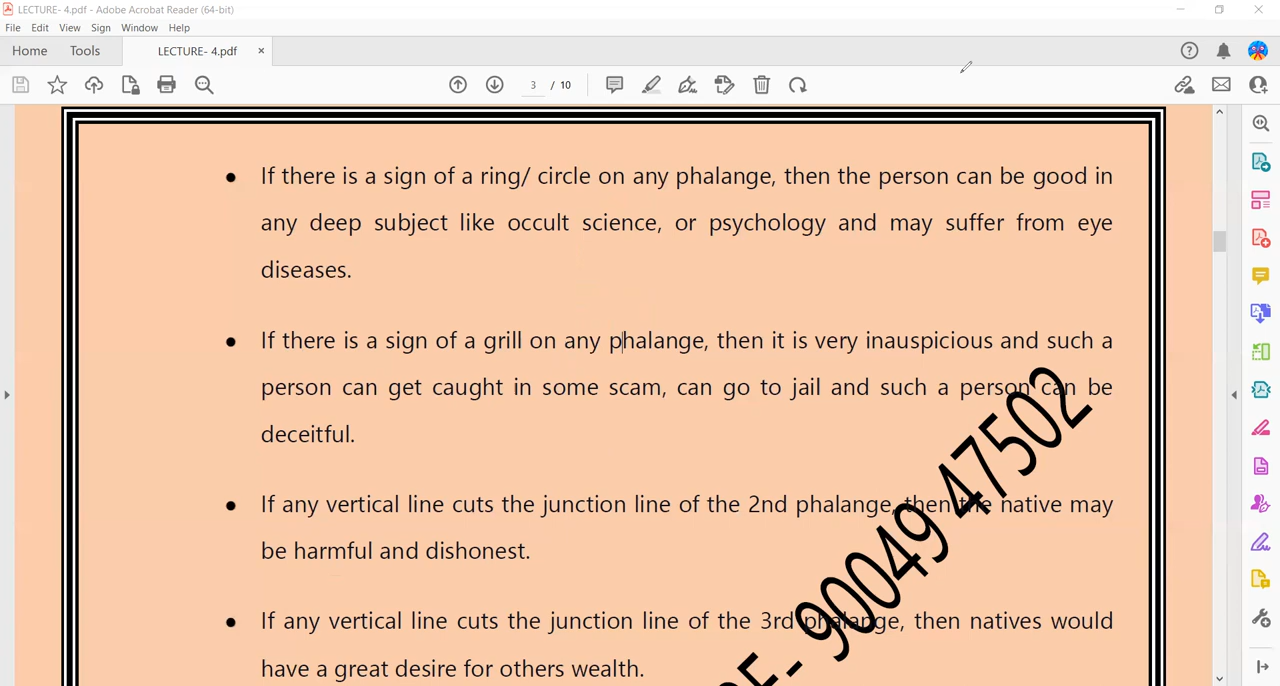 LECTURE- 4.pdf - Adobe Acrobat Reader (64-bit)
File Edit View Sign Window Help
Home Tools LECTURE- 4.pdf ×
3 / 10
If there is a sign of a ring/ circle on any phalange, then the person can be good in
any deep subject like occult science, or psychology and may suffer from eye
diseases.
If there is a sign of a grill on any phalange, then it is very inauspicious and such a
person can get caught in some scam, can go to jail and such a person can be
deceitful.
If any vertical line cuts the junction line of the 2nd phalange, then the native may
be harmful and dishonest.
If any vertical line cuts the junction line of the 3rd phalange, then natives would
have a great desire for others wealth.
RE- 90049 47502